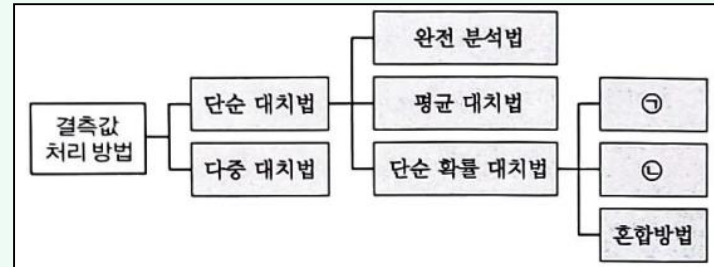 결측값
처리 방법
단순 대치법
다중 대치법
완전 분석법
평균 대치법
단순 확률 대치법
㉠
㉡
혼합방법